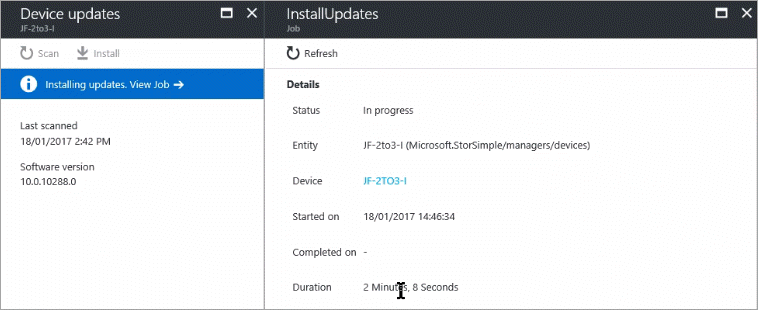 Device updates
JF-2to3-I
Scan
Install
Installing updates. View Job →
Last scanned
18/01/2017 2:42 PM
Software version
10.0.10288.0
InstallUpdates
Job
Refresh
Details
Status In progress
Entity JF-2to3-I (Microsoft.StorSimple/managers/devices)
Device JF-2TO3-I
Started on 18/01/2017 14:46:34
Completed on -
Duration 2 Minutes, 8 Seconds